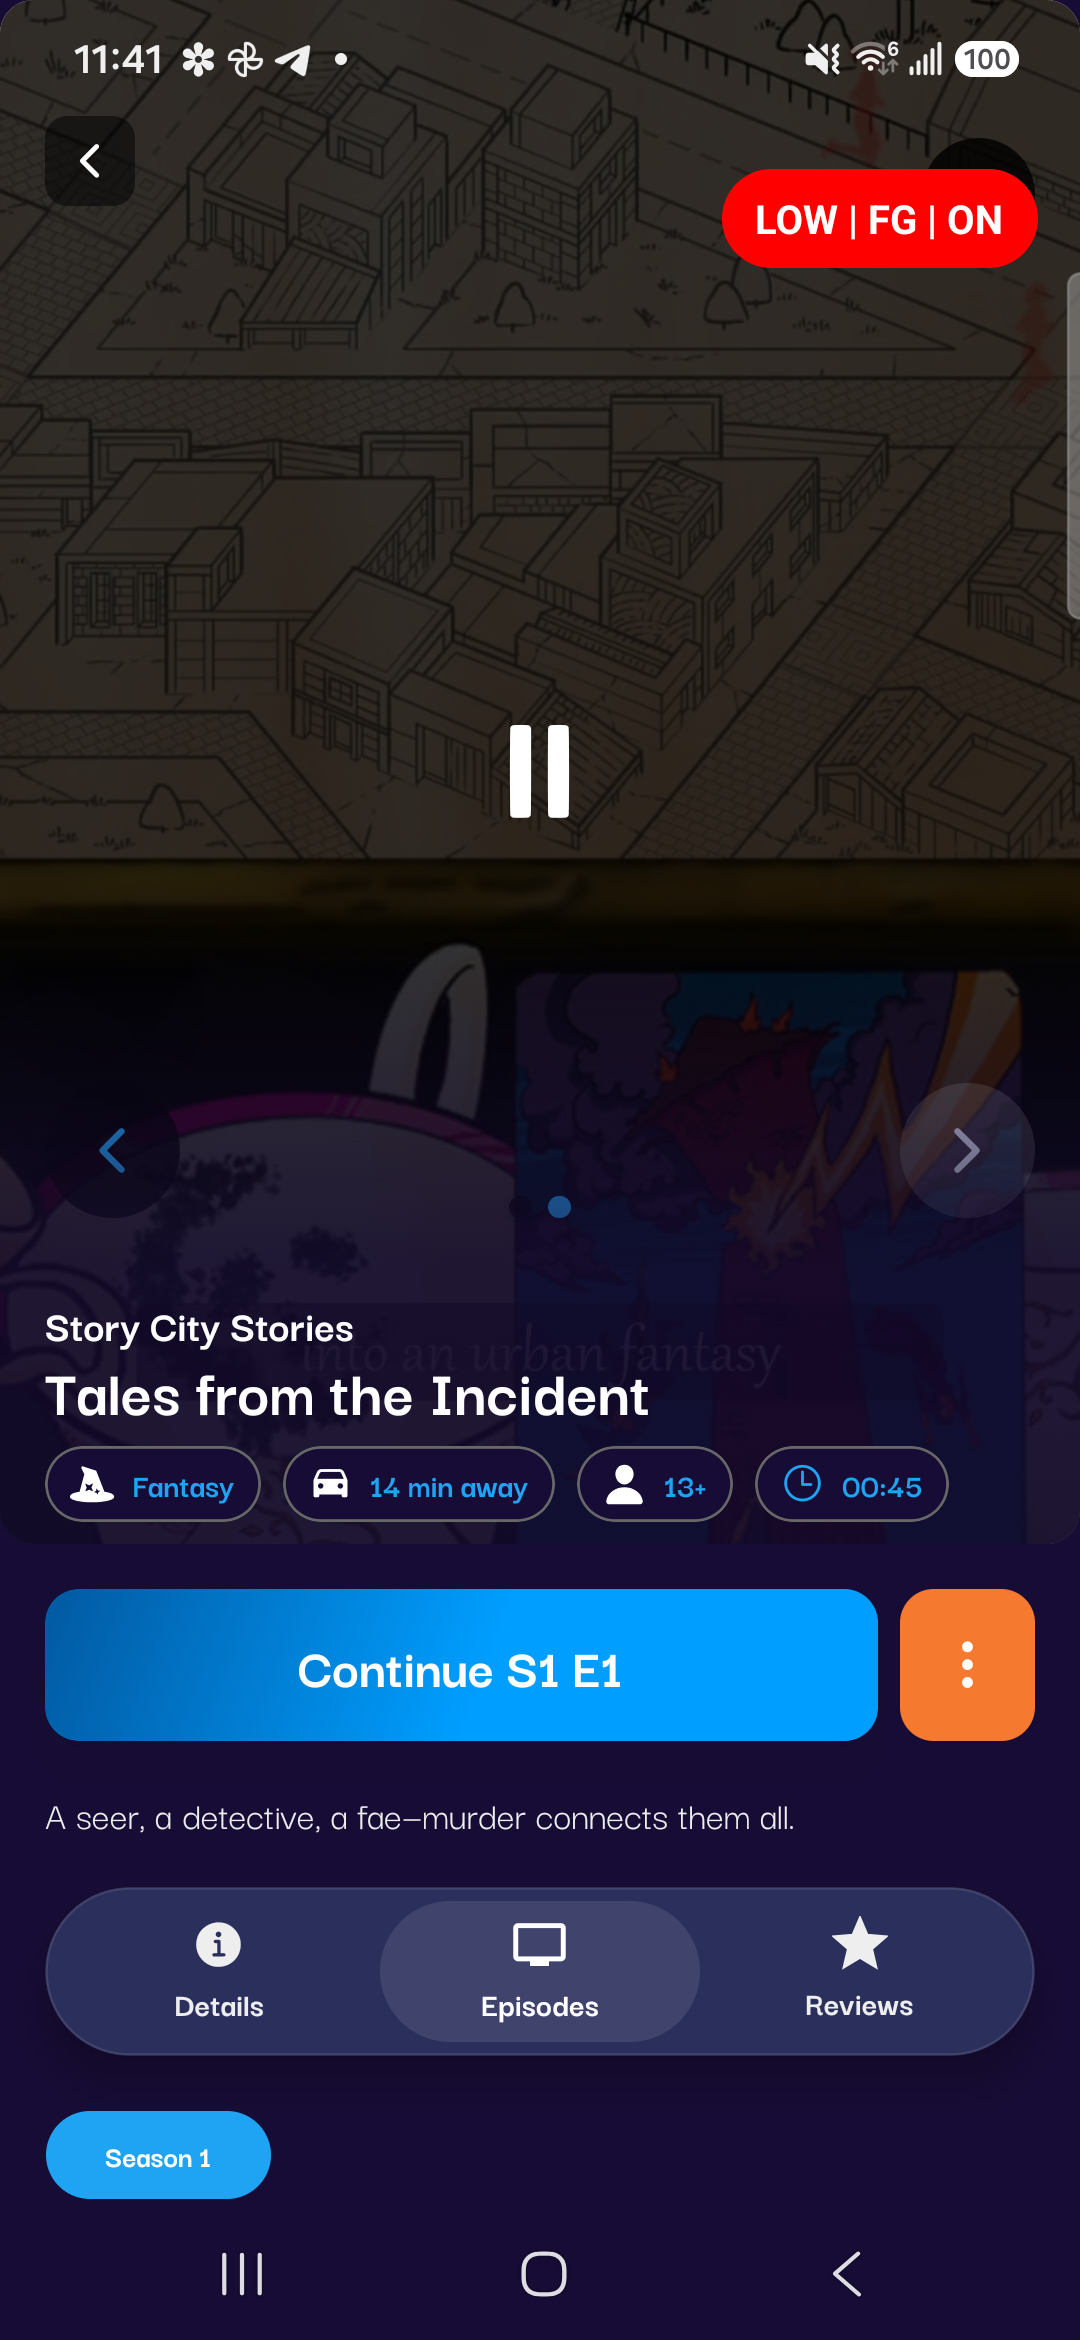 11:41
6
100
LOW | FG | ON
into an urban fantasy
Story City Stories
Tales from the Incident
Fantasy
14 min away
13+
00:45
Continue S1 E1
A seer, a detective, a fae—murder connects them all.
Details
Episodes
Reviews
Season 1